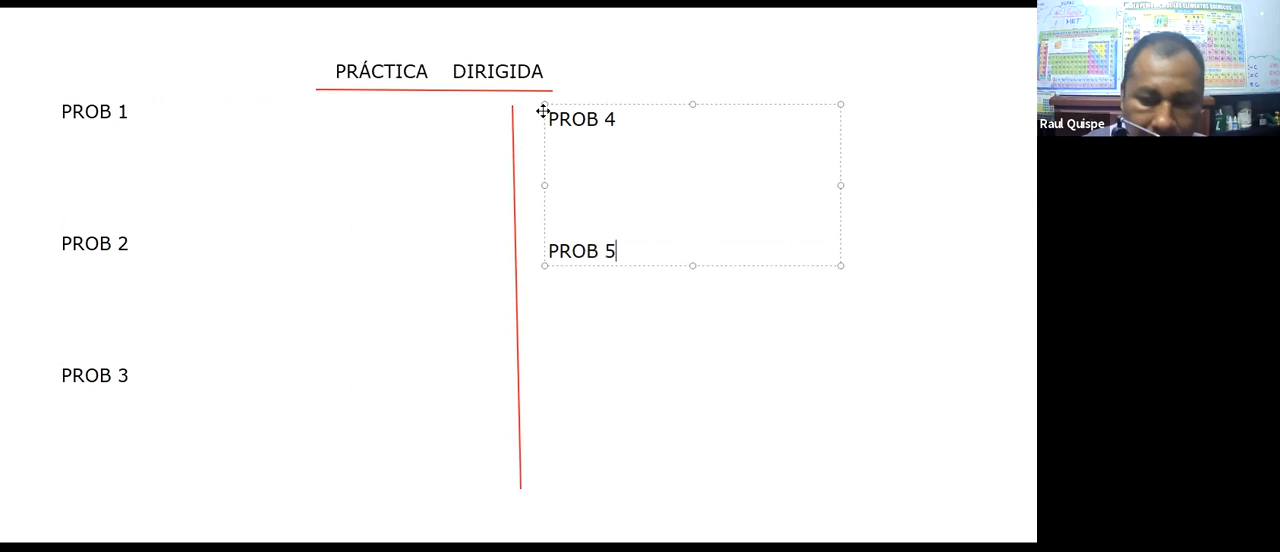 PRÁCTICA DIRIGIDA
PROB 1
PROB 2
PROB 3
PROB 4
PROB 5
Raul Quispe